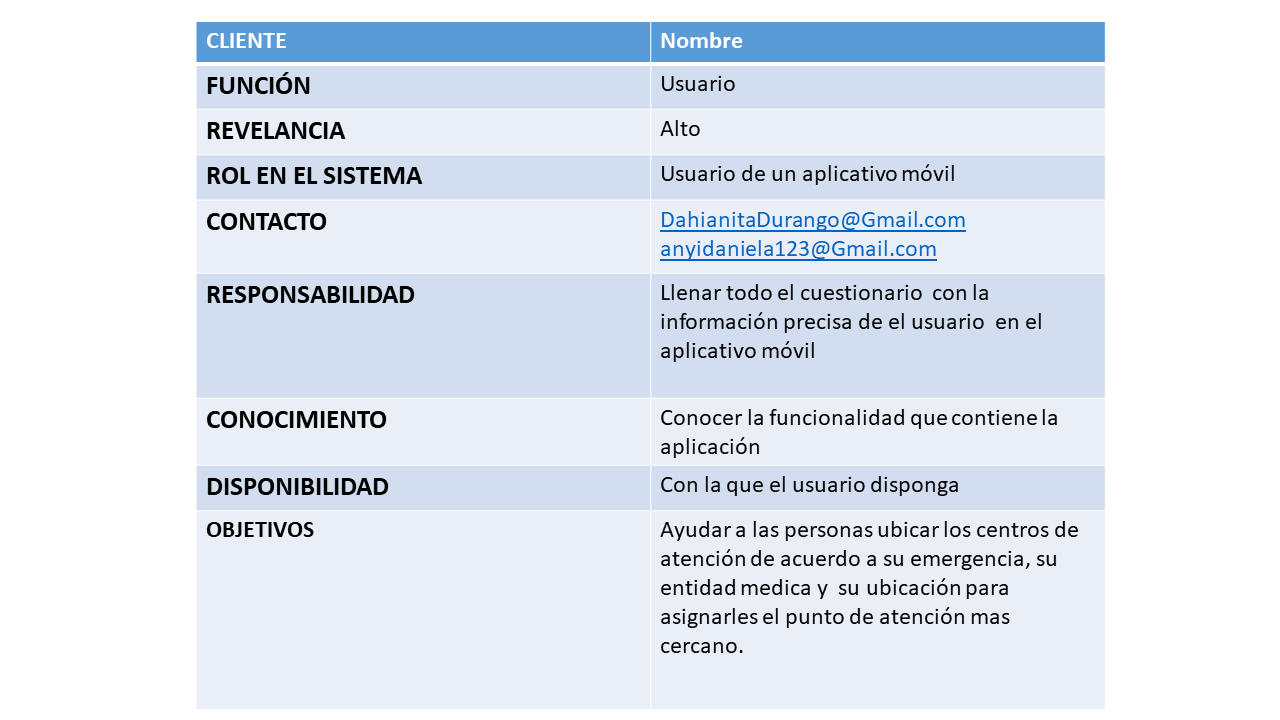 CLIENTE Nombre
FUNCIÓN Usuario
REVELANCIA Alto
ROL EN EL SISTEMA Usuario de un aplicativo móvil
CONTACTO DahianitaDurango@Gmail.com
anyidaniela123@Gmail.com
RESPONSABILIDAD Llenar todo el cuestionario con la
información precisa de el usuario en el
aplicativo móvil
CONOCIMIENTO Conocer la funcionalidad que contiene la
aplicación
DISPONIBILIDAD Con la que el usuario disponga
OBJETIVOS Ayudar a las personas ubicar los centros de
atención de acuerdo a su emergencia, su
entidad medica y su ubicación para
asignarles el punto de atención mas
cercano.